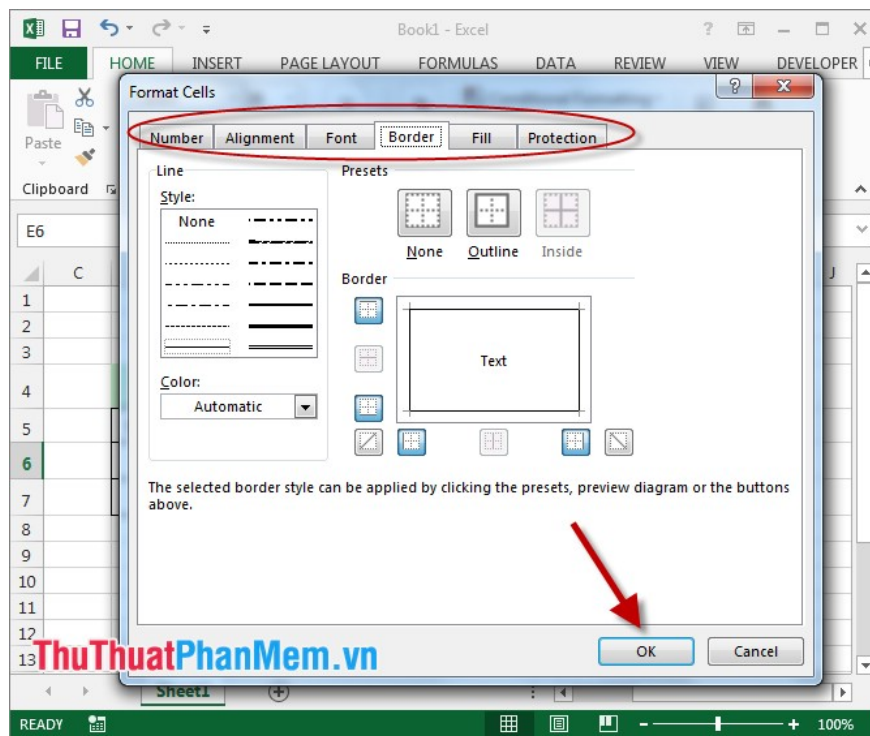 Book1 - Excel
FILE HOME INSERT PAGE LAYOUT FORMULAS DATA REVIEW VIEW DEVELOPER
Format Cells
Paste
Clipboard
Number Alignment Font Border Fill Protection
Line
Style:
None
Presets
None Outline Inside
E6
C J
Border
Text
Color:
Automatic
1
2
3
4
5
6
7
8
9
10
11
12
13
The selected border style can be applied by clicking the presets, preview diagram or the buttons
above.
OK Cancel
ThuThuatPhanMem.vn
Sheet1
READY 100%